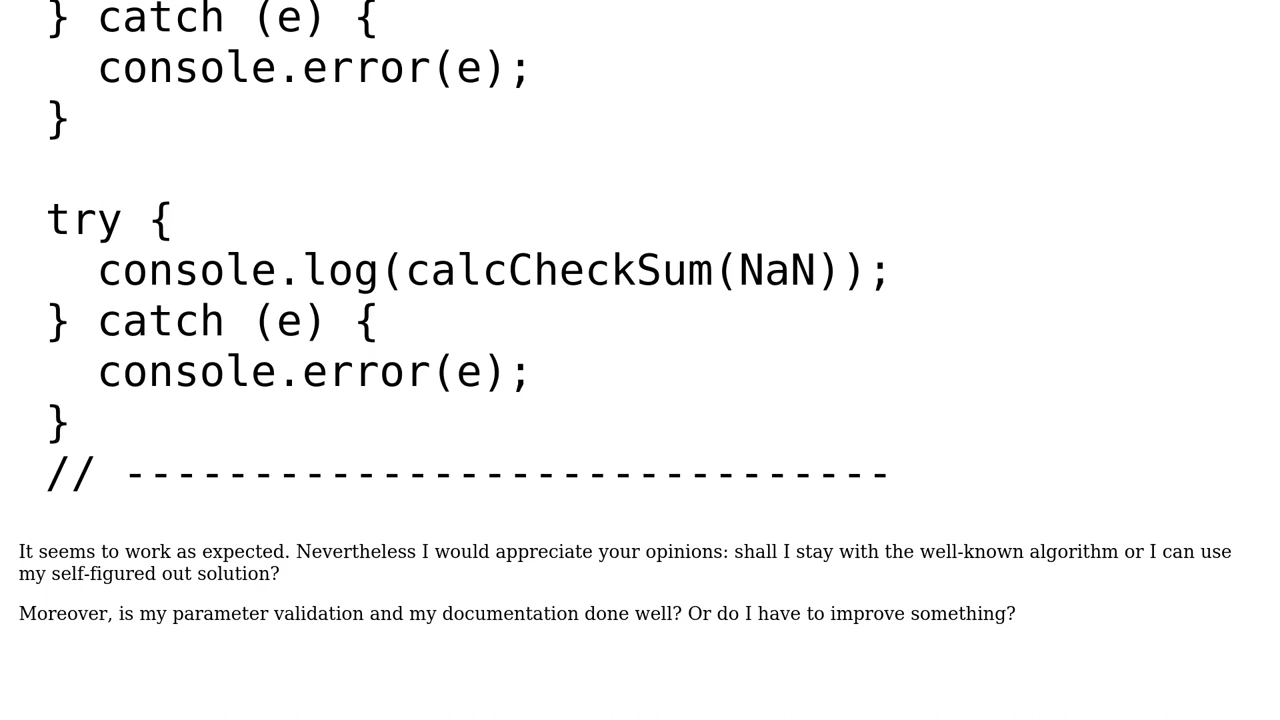 } catch (e) {
  console.error(e);
}

try {
  console.log(calcCheckSum(NaN));
} catch (e) {
  console.error(e);
}
// ------------------------------
It seems to work as expected. Nevertheless I would appreciate your opinions: shall I stay with the well-known algorithm or I can use
my self-figured out solution?
Moreover, is my parameter validation and my documentation done well? Or do I have to improve something?